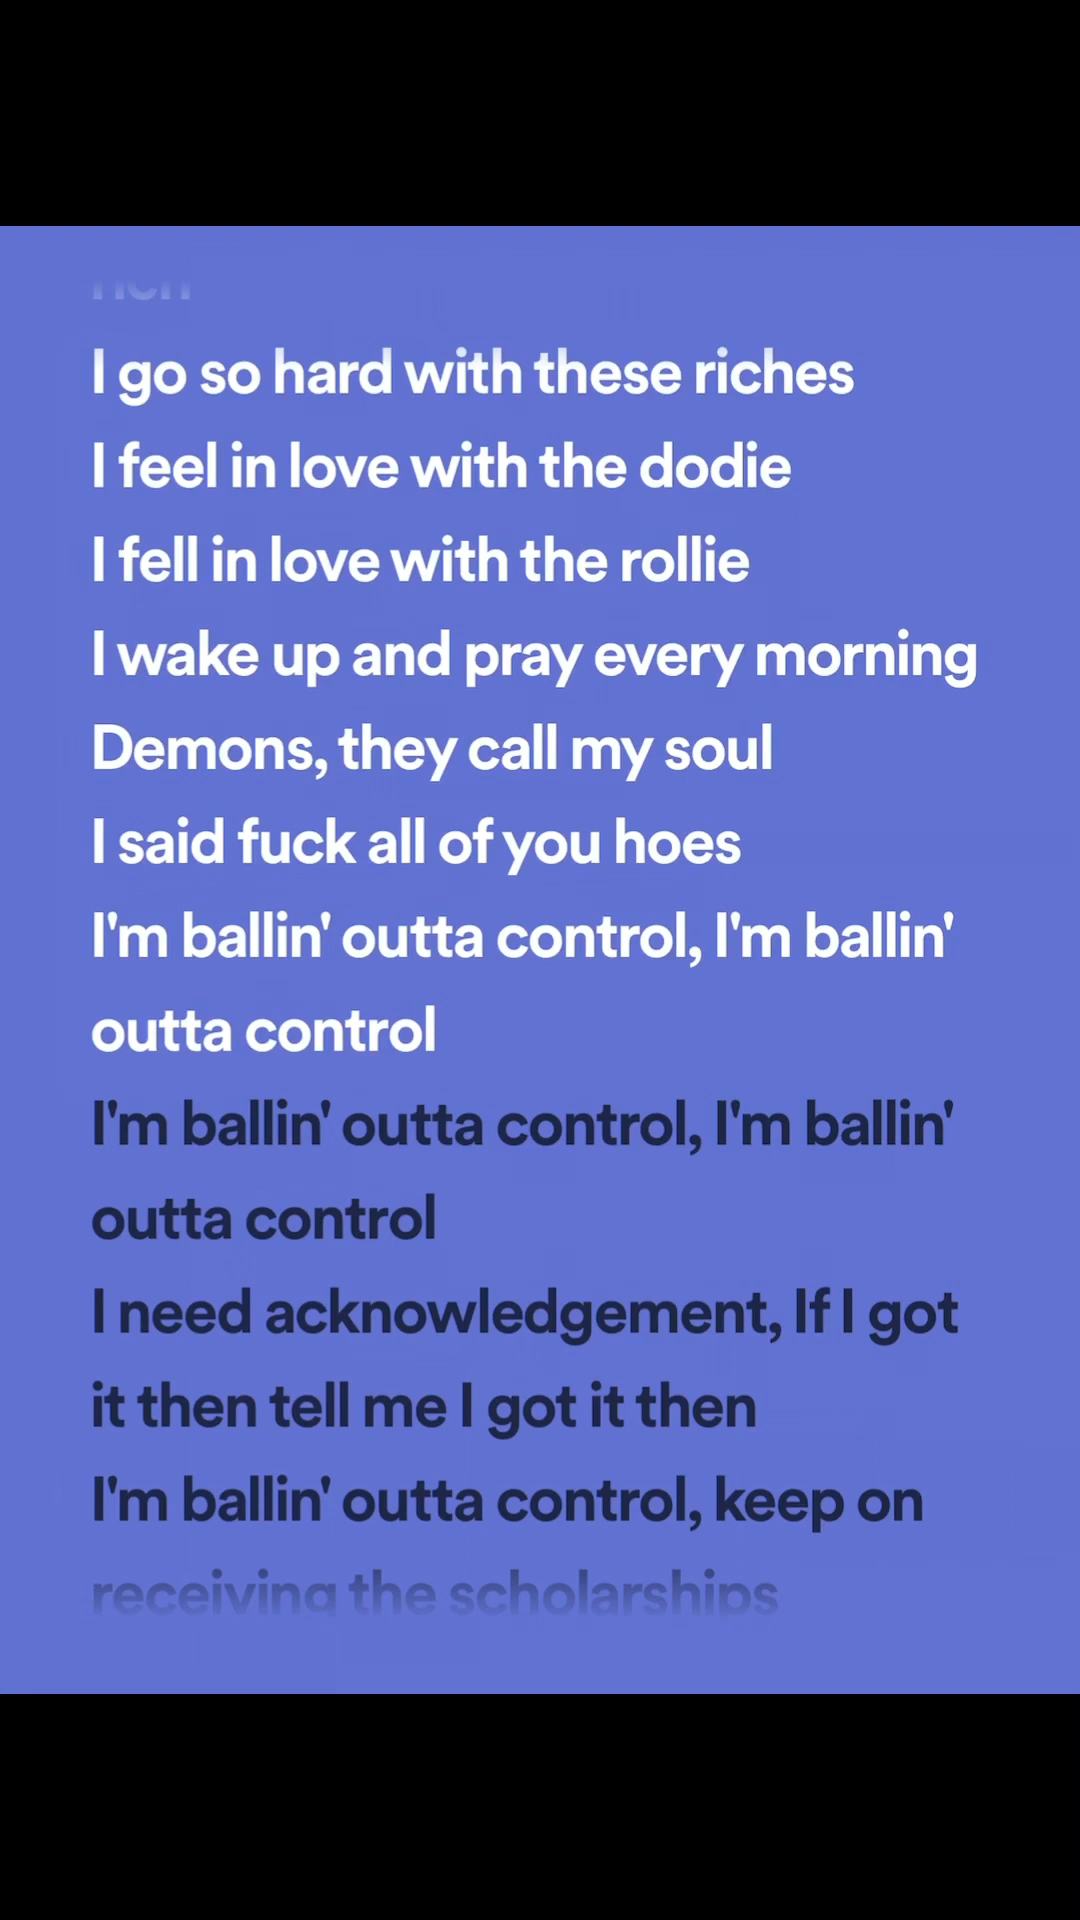 I go so hard with these riches
I feel in love with the dodie
I fell in love with the rollie
I wake up and pray every morning
Demons, they call my soul
I said fuck all of you hoes
I'm ballin' outta control, I'm ballin'
outta control
I'm ballin' outta control, I'm ballin'
outta control
I need acknowledgement, If I got
it then tell me I got it then
I'm ballin' outta control, keep on
receiving the scholarships